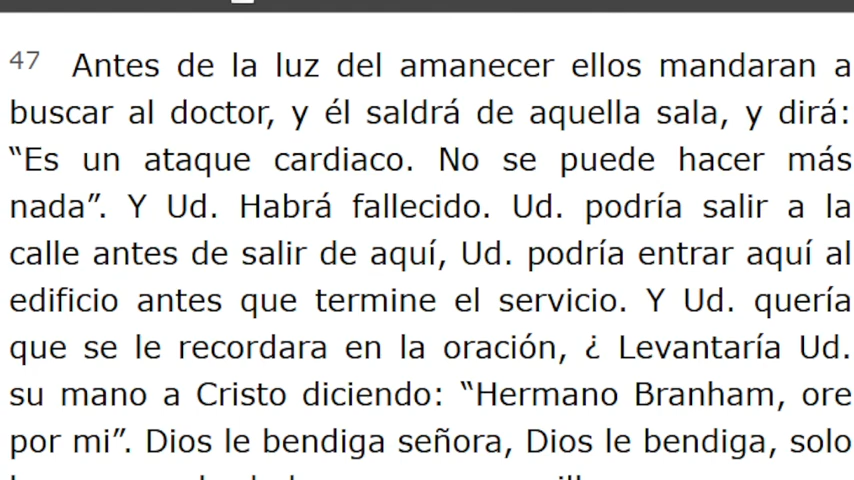 47 Antes de la luz del amanecer ellos mandaran a
buscar al doctor, y él saldrá de aquella sala, y dirá:
“Es un ataque cardiaco. No se puede hacer más
nada”. Y Ud. Habrá fallecido. Ud. podría salir a la
calle antes de salir de aquí, Ud. podría entrar aquí al
edificio antes que termine el servicio. Y Ud. quería
que se le recordara en la oración, ¿ Levantaría Ud.
su mano a Cristo diciendo: “Hermano Branham, ore
por mi”. Dios le bendiga señora, Dios le bendiga, solo